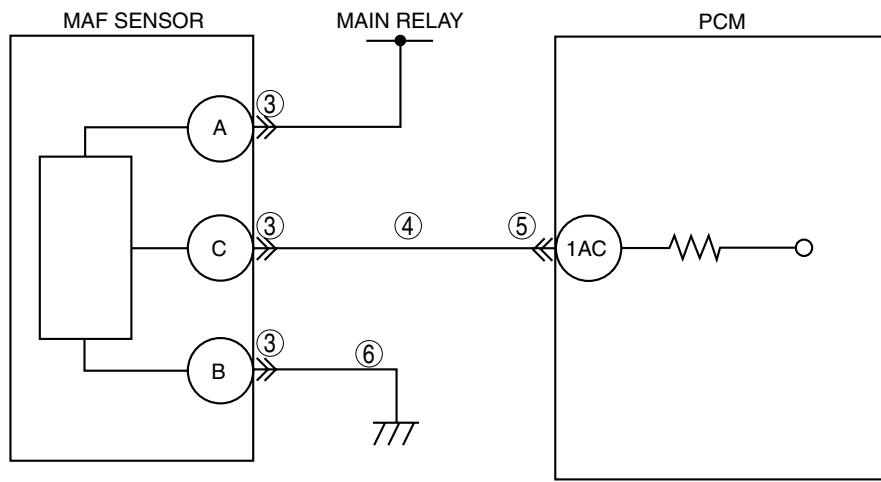 MAF SENSOR
MAIN RELAY
PCM
A
③
C
③
④
⑤
1AC
B
③
⑥